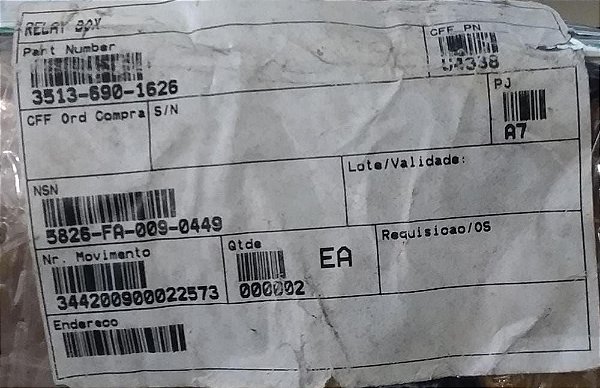 RELAY BOX
Part Number
CFF PN
3513-690-1626
04338
CFF Ord Compra
S/N
PJ
A7
NSN
Lote/Validade:
5826-FA-009-0449
Nr. Movimento
Qtde
EA
Requisicao/OS
344200900022573
000002
Endereco